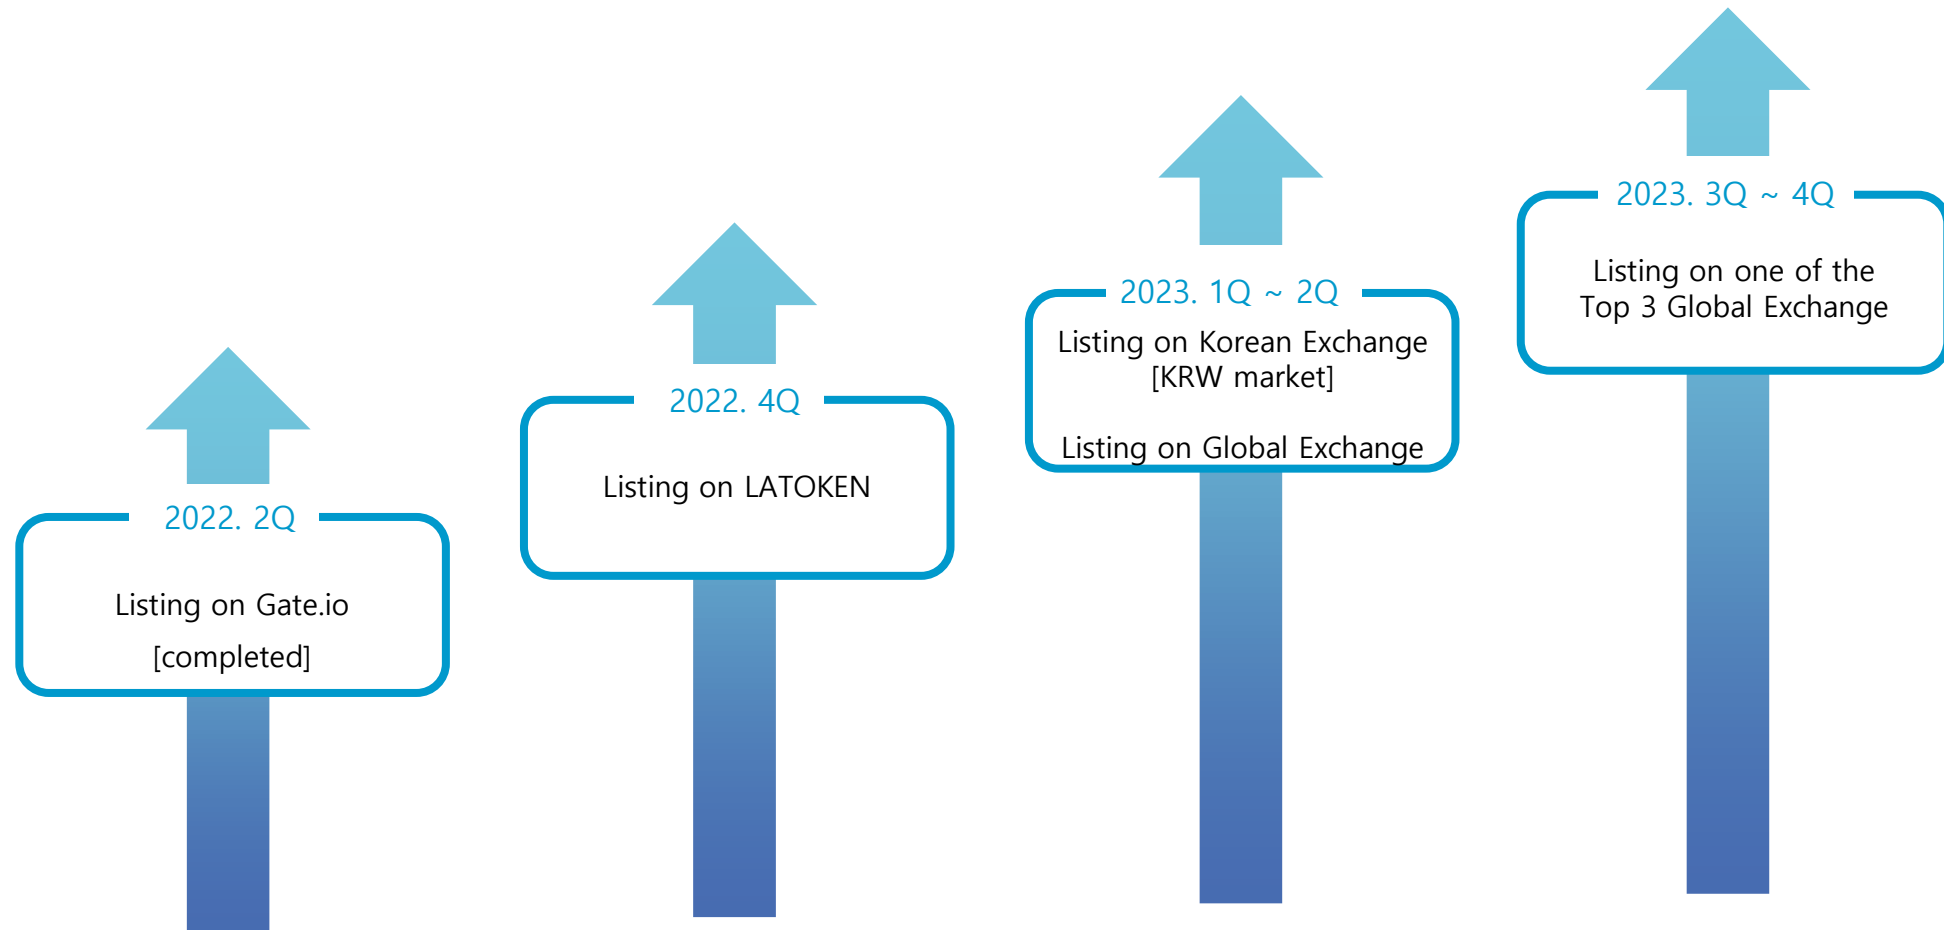 2022. 2Q
Listing on Gate.io
[completed]
2022. 4Q
Listing on LATOKEN
2023. 1Q ~ 2Q
Listing on Korean Exchange
[KRW market]
Listing on Global Exchange
2023. 3Q ~ 4Q
Listing on one of the
Top 3 Global Exchange